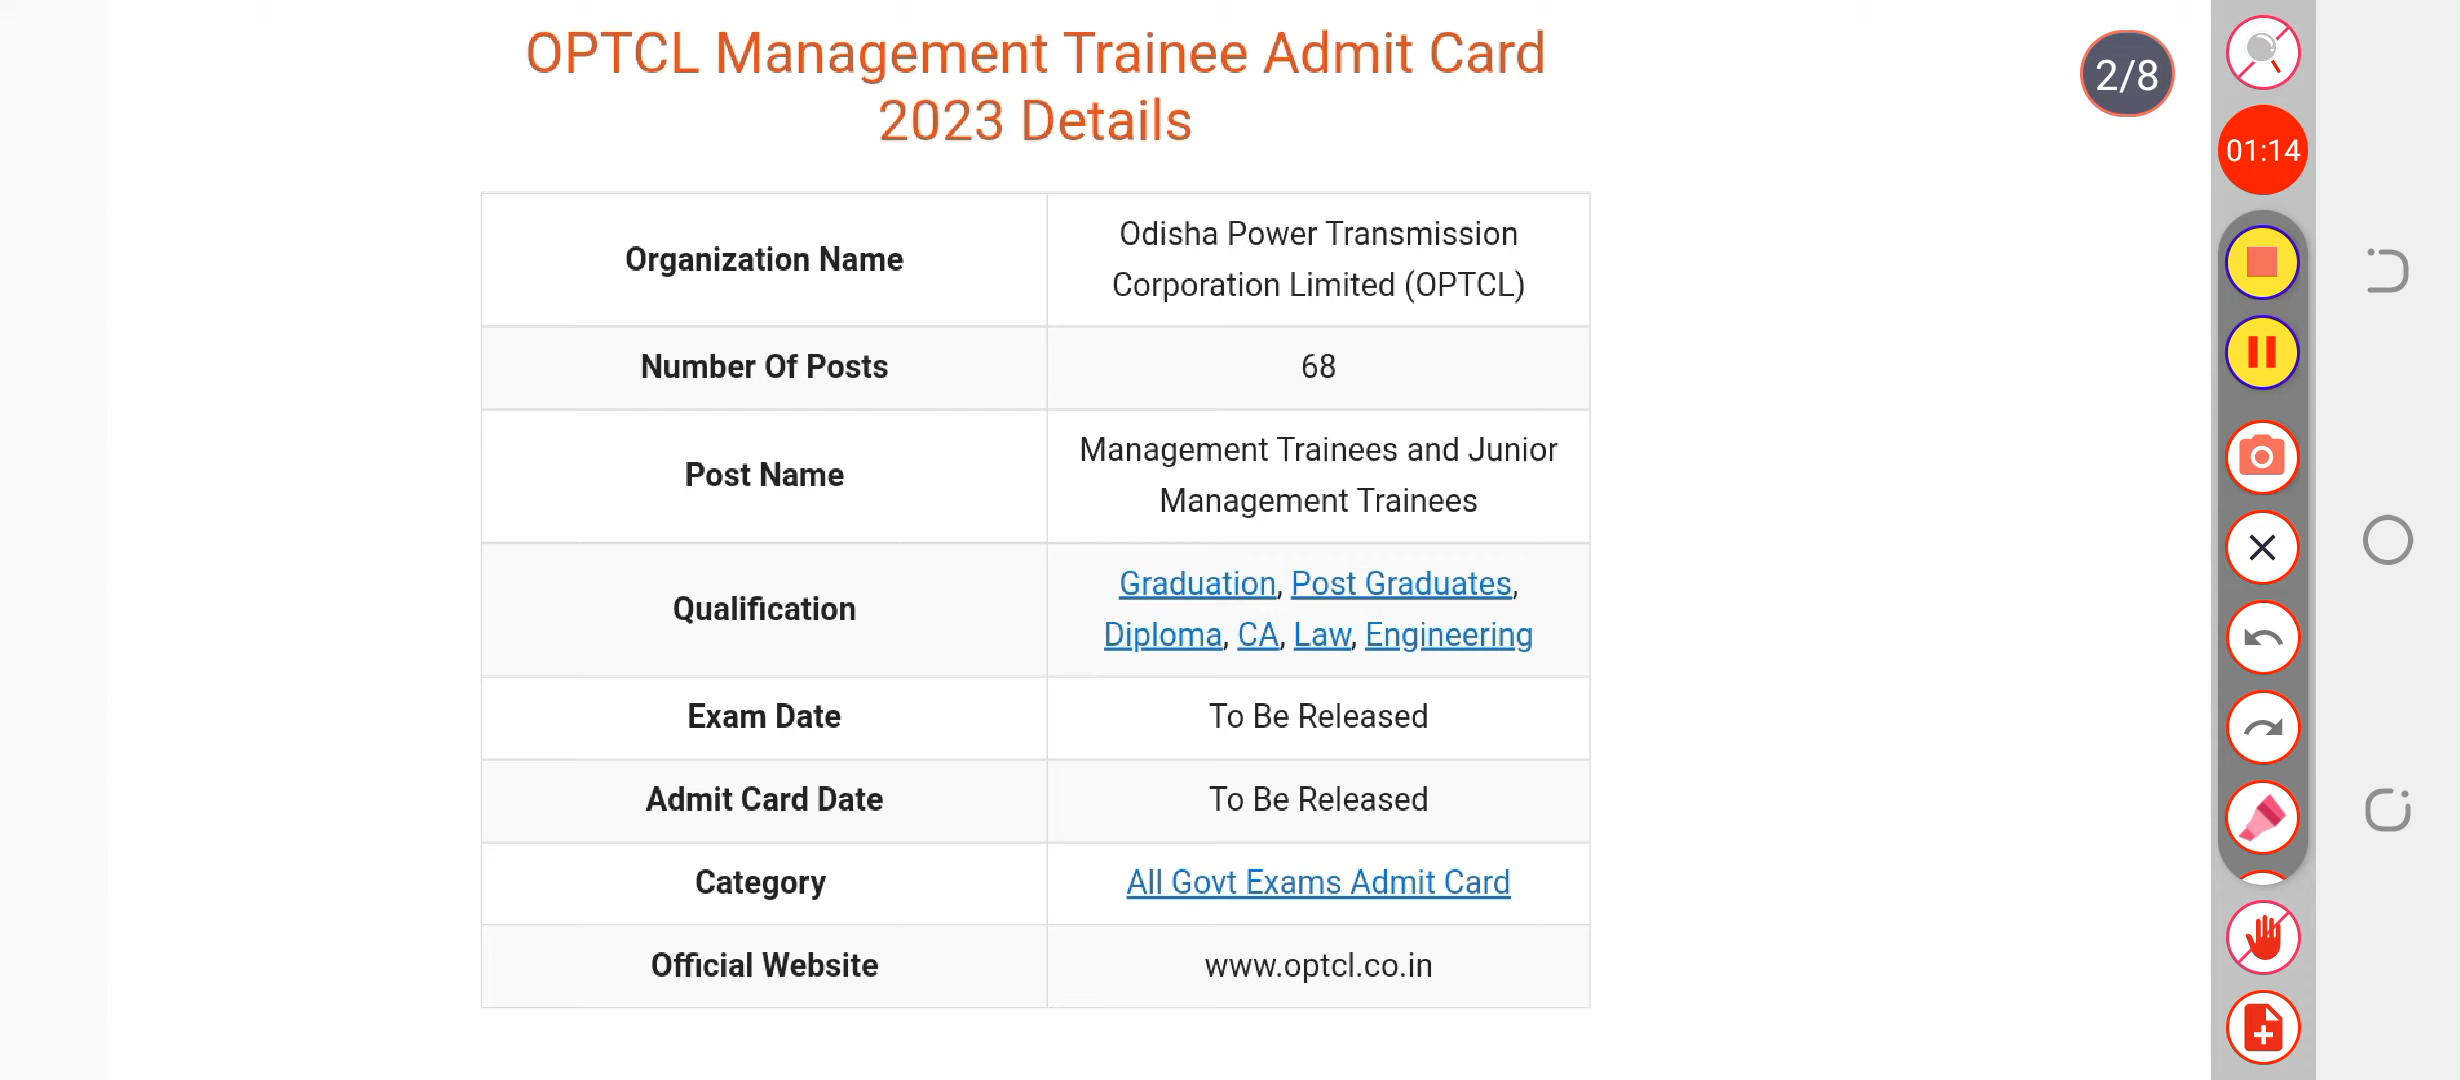 OPTCL Management Trainee Admit Card
2023 Details
2/8
01:14
Organization Name
Odisha Power Transmission
Corporation Limited (OPTCL)
Number Of Posts
68
Post Name
Management Trainees and Junior
Management Trainees
Qualification
Graduation, Post Graduates,
Diploma, CA, Law, Engineering
Exam Date
To Be Released
Admit Card Date
To Be Released
Category
All Govt Exams Admit Card
Official Website
www.optcl.co.in